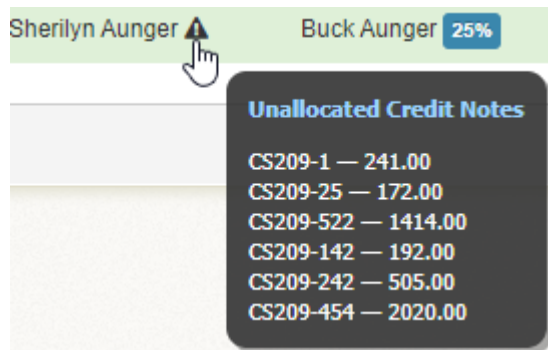 Sherilyn Aunger Buck Aunger 25%
Unallocated Credit Notes
CS209-1 — 241.00
CS209-25 — 172.00
CS209-522 — 1414.00
CS209-142 — 192.00
CS209-242 — 505.00
CS209-454 — 2020.00